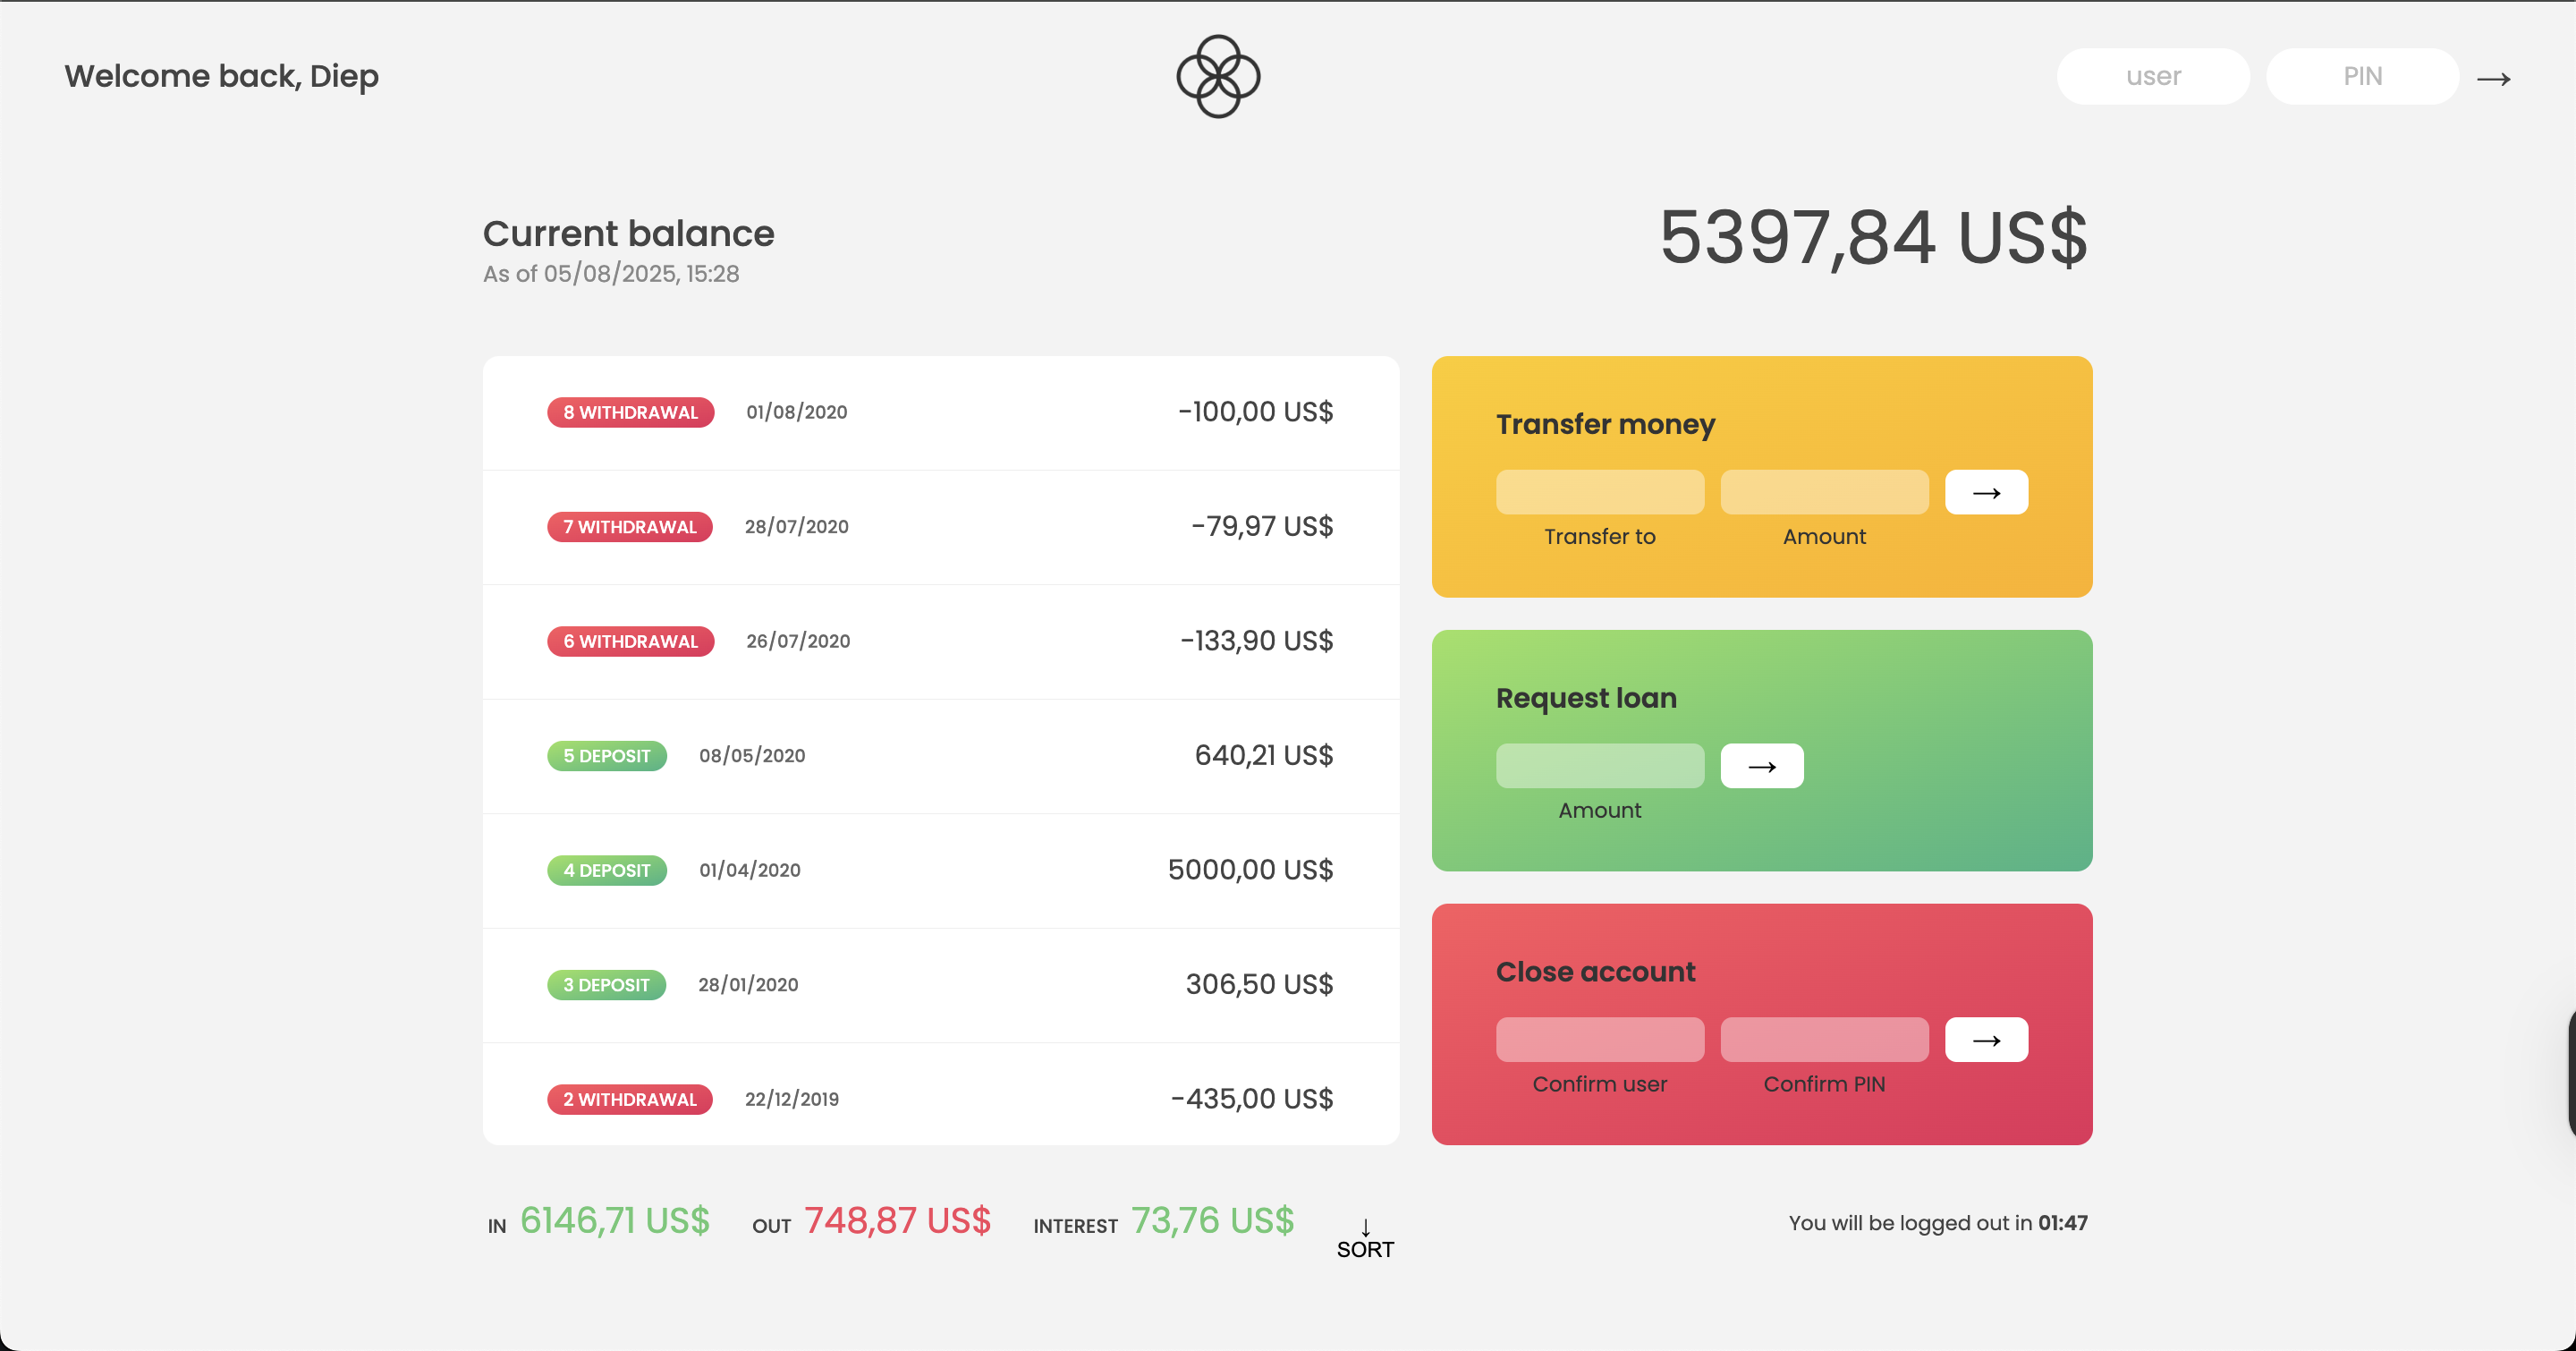 Welcome back, Diep
user PIN →
Current balance
As of 05/08/2025, 15:28
5397,84 US$
8 WITHDRAWAL 01/08/2020 -100,00 US$
7 WITHDRAWAL 28/07/2020 -79,97 US$
6 WITHDRAWAL 26/07/2020 -133,90 US$
5 DEPOSIT 08/05/2020 640,21 US$
4 DEPOSIT 01/04/2020 5000,00 US$
3 DEPOSIT 28/01/2020 306,50 US$
2 WITHDRAWAL 22/12/2019 -435,00 US$
Transfer money
→
Transfer to Amount
Request loan
→
Amount
Close account
→
Confirm user Confirm PIN
IN 6146,71 US$ OUT 748,87 US$ INTEREST 73,76 US$ ↓
SORT
You will be logged out in 01:47